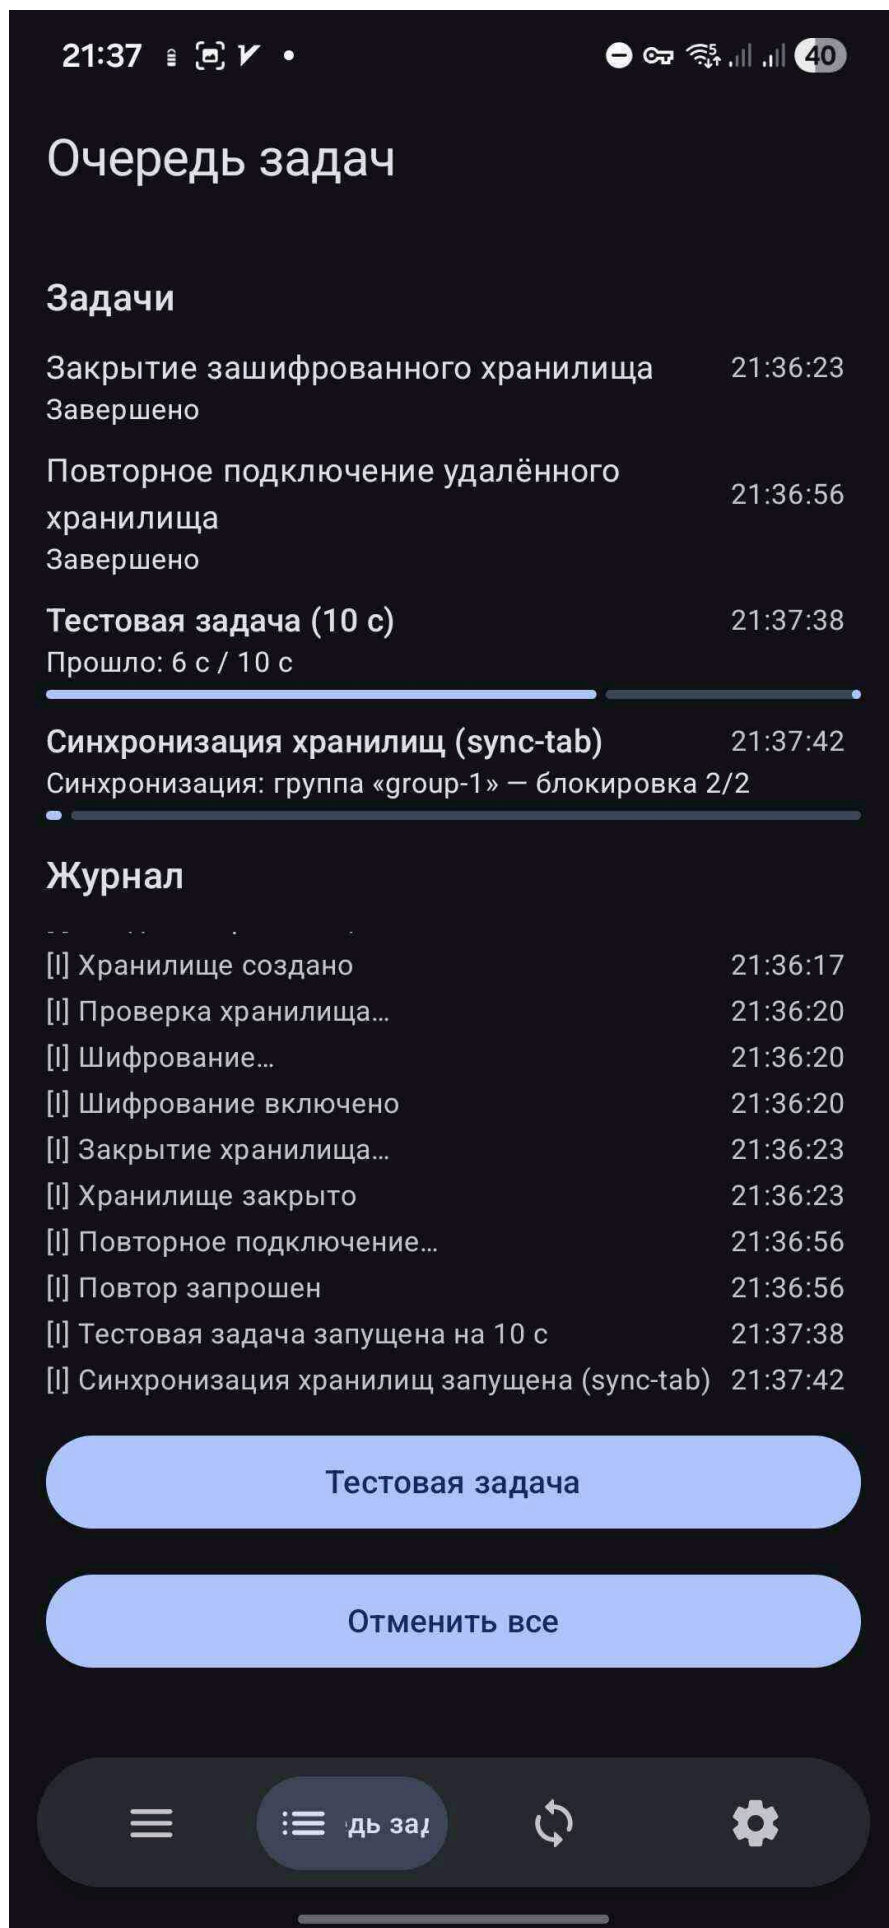 21:37
40
Очередь задач
Задачи
Закрытие зашифрованного хранилища 21:36:23
Завершено
Повторное подключение удалённого
хранилища
21:36:56
Завершено
Тестовая задача (10 с) 21:37:38
Прошло: 6 с / 10 с
Синхронизация хранилищ (sync-tab) 21:37:42
Синхронизация: группа «group-1» — блокировка 2/2
Журнал
[I] Хранилище создано 21:36:17
[I] Проверка хранилища... 21:36:20
[I] Шифрование... 21:36:20
[I] Шифрование включено 21:36:20
[I] Закрытие хранилища... 21:36:23
[I] Хранилище закрыто 21:36:23
[I] Повторное подключение... 21:36:56
[I] Повтор запрошен 21:36:56
[I] Тестовая задача запущена на 10 с 21:37:38
[I] Синхронизация хранилищ запущена (sync-tab) 21:37:42
Тестовая задача
Отменить все
дь зад